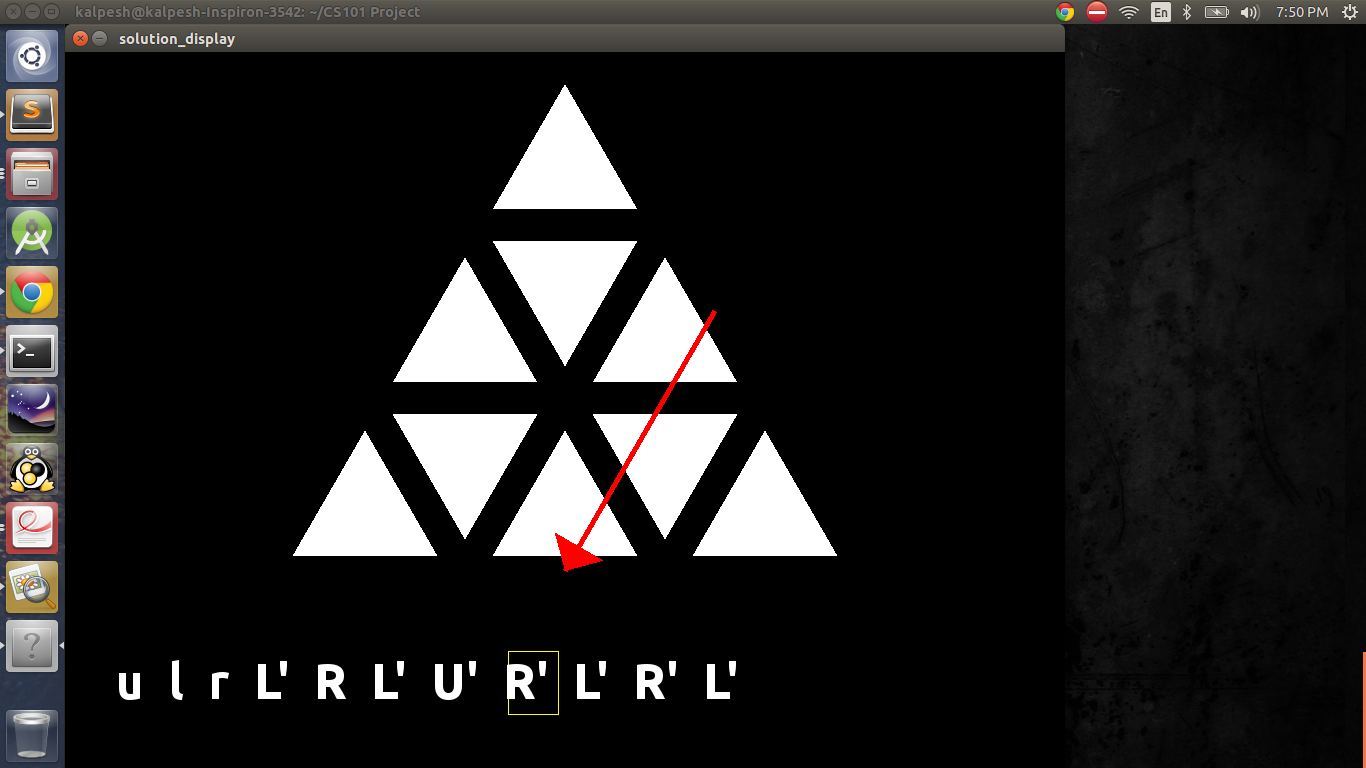 kalpesh@kalpesh-Inspiron-3542: ~/CS101 Project
En
7:50 PM
solution_display
u l r L' R L' U' R' L' R' L'